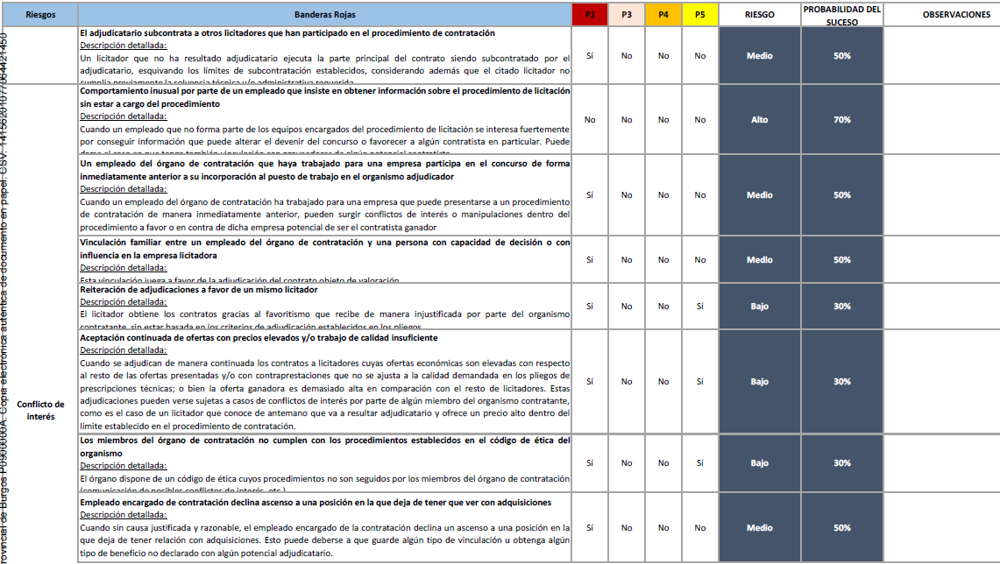 Riesgos Banderas Rojas P2 P3 P4 P5 RIESGO PROBABILIDAD DEL SUCESO OBSERVACIONES
El adjudicatario subcontrata a otros licitadores que han participado en el procedimiento de contratación
Descripción detallada:
Un licitador que no ha resultado adjudicatario ejecuta la parte principal del contrato siendo subcontratado por el
adjudicatario, esquivando los límites de subcontratación establecidos, considerando además que el citado licitador no
cumplía previamente la solvencia técnica y/o administrativa requerida.
Sí No No No Medio 50%
Comportamiento inusual por parte de un empleado que insiste en obtener información sobre el procedimiento de licitación
sin estar a cargo del procedimiento
Descripción detallada:
Cuando un empleado que no forma parte de los equipos encargados del procedimiento de licitación se interesa fuertemente
por conseguir información que puede alterar el devenir del concurso o favorecer a algún contratista en particular. Puede
darse el caso en que tenga también vinculación con proveedores de algún potencial contratista.
No No No No Alto 70%
Un empleado del órgano de contratación que haya trabajado para una empresa participa en el concurso de forma
inmediatamente anterior a su incorporación al puesto de trabajo en el organismo adjudicador
Descripción detallada:
Cuando un empleado del órgano de contratación ha trabajado para una empresa que puede presentarse a un procedimiento
de contratación de manera inmediatamente anterior, pueden surgir conflictos de interés o manipulaciones dentro del
procedimiento a favor o en contra de dicha empresa potencial de ser el contratista ganador
Sí No No No Medio 50%
Vinculación familiar entre un empleado del órgano de contratación y una persona con capacidad de decisión o con
influencia en la empresa licitadora
Descripción detallada:
Esta vinculación juega a favor de la adjudicación del contrato objeto de valoración.
Sí No No No Medio 50%
Reiteración de adjudicaciones a favor de un mismo licitador
Descripción detallada:
El licitador obtiene los contratos gracias al favoritismo que recibe de manera injustificada por parte del organismo
contratante, sin estar basada en los criterios de adjudicación establecidos en los pliegos.
Sí No No Sí Bajo 30%
Conflicto de
interés
Aceptación continuada de ofertas con precios elevados y/o trabajo de calidad insuficiente
Descripción detallada:
Cuando se adjudican de manera continuada los contratos a licitadores cuyas ofertas económicas son elevadas con respecto
al resto de las ofertas presentadas y/o con contraprestaciones que no se ajusta a la calidad demandada en los pliegos de
prescripciones técnicas; o bien la oferta ganadora es demasiado alta en comparación con el resto de licitadores. Estas
adjudicaciones pueden verse sujetas a casos de conflictos de interés por parte de algún miembro del organismo contratante,
como es el caso de un licitador que conoce de antemano que va a resultar adjudicatario y ofrece un precio alto dentro del
límite establecido en el procedimiento de contratación.
Sí No No Sí Bajo 30%
Los miembros del órgano de contratación no cumplen con los procedimientos establecidos en el código de ética del
organismo
Descripción detallada:
El órgano dispone de un código de ética cuyos procedimientos no son seguidos por los miembros del órgano de contratación
(comunicación de posibles conflictos de interés, etc.)
Sí No No Sí Bajo 30%
Empleado encargado de contratación declina ascenso a una posición en la que deja de tener que ver con adquisiciones
Descripción detallada:
Cuando sin causa justificada y razonable, el empleado encargado de la contratación declina un ascenso a una posición en la
que deja de tener relación con adquisiciones. Esto puede deberse a que guarde algún tipo de vinculación u obtenga algún
tipo de beneficio no declarado con algún potencial adjudicatario.
Sí No No No Medio 50%
rovincial de Burgos P0900000A. Copia electrónica auténtica de documento en papel. CSV: